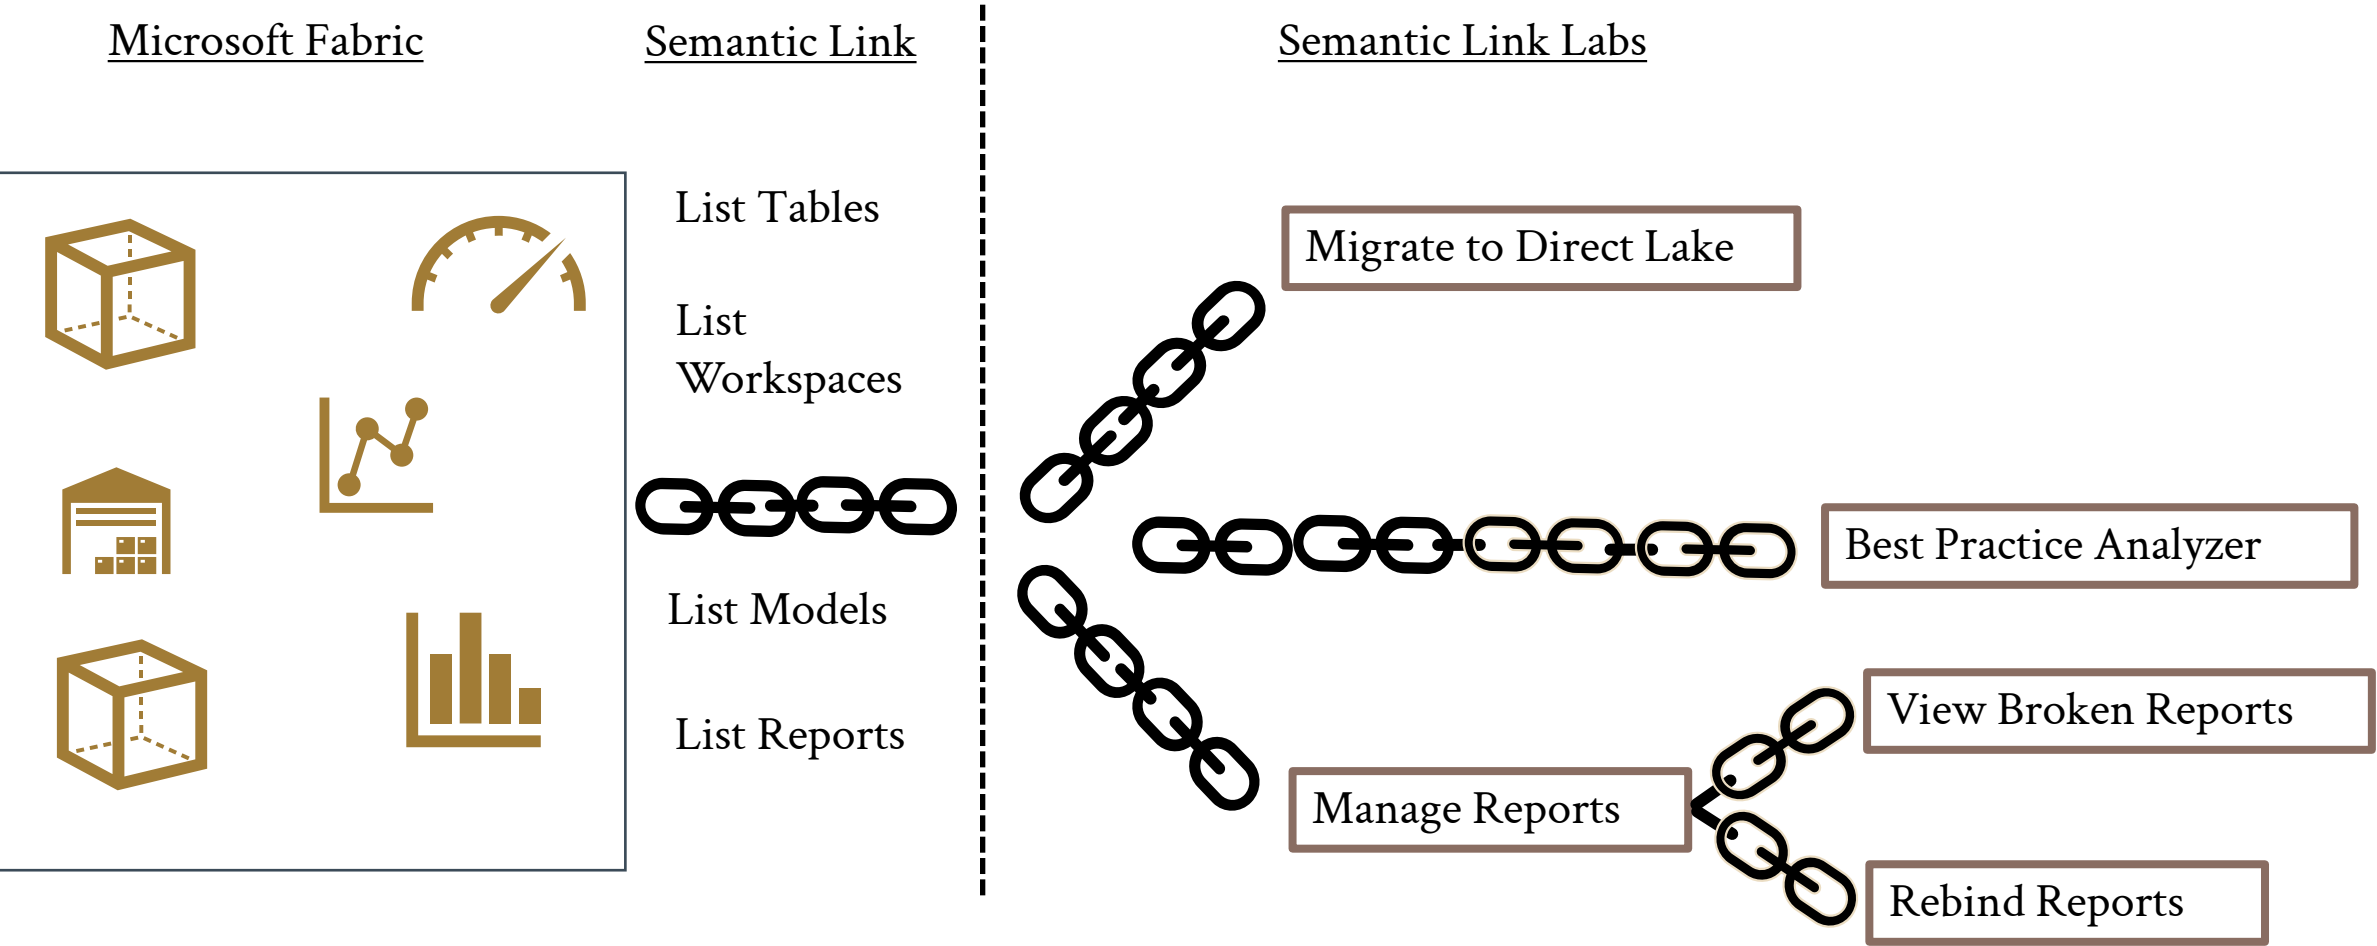 Microsoft Fabric
Semantic Link
Semantic Link Labs
List Tables
List
Workspaces
List Models
List Reports
Migrate to Direct Lake
Best Practice Analyzer
Manage Reports
View Broken Reports
Rebind Reports